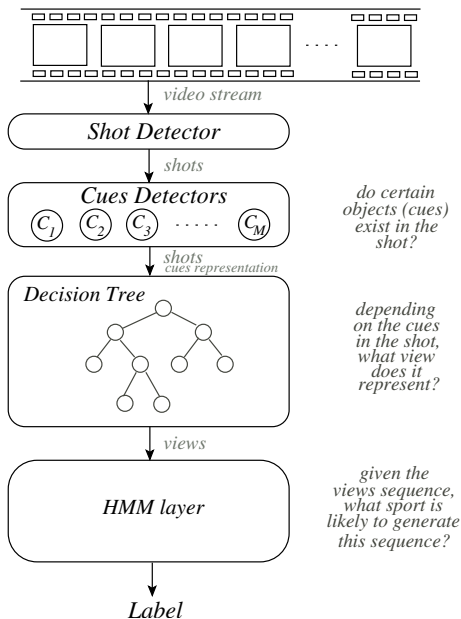 video stream
Shot Detector
shots
Cues Detectors
C1 C2 C3 ..... CM
do certain
objects (cues)
exist in the
shot?
shots
cues representation
Decision Tree
depending
on the cues
in the shot,
what view
does it
represent?
views
HMM layer
given the
views sequence,
what sport is
likely to generate
this sequence?
Label